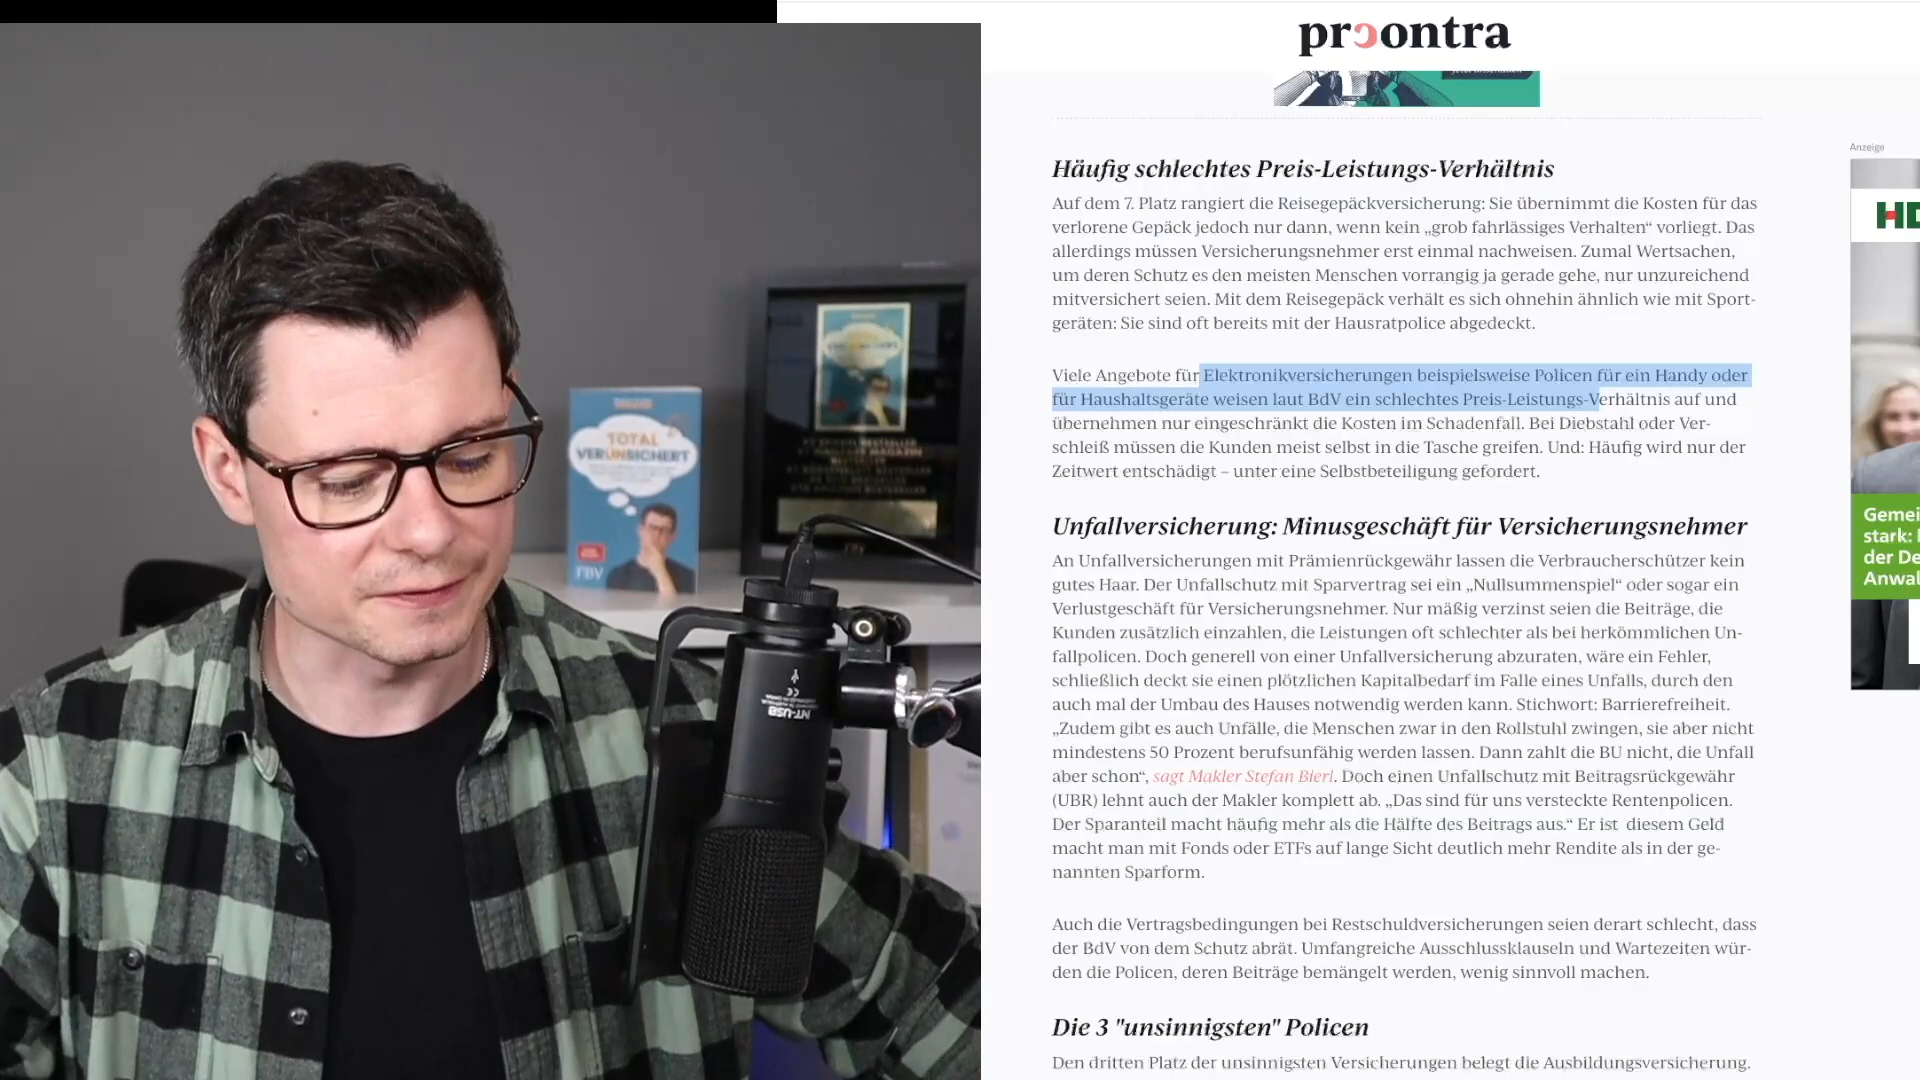 procontra
Anzeige
Häufig schlechtes Preis-Leistungs-Verhältnis
Auf dem 7. Platz rangiert die Reisegepäckversicherung: Sie übernimmt die Kosten für das
verlorene Gepäck jedoch nur dann, wenn kein „grob fahrlässiges Verhalten“ vorliegt. Das
allerdings müssen Versicherungsnehmer erst einmal nachweisen. Zumal Wertsachen,
um deren Schutz es den meisten Menschen vorrangig ja gerade gehe, nur unzureichend
mitversichert seien. Mit dem Reisegepäck verhält es sich ohnehin ähnlich wie mit Sport-
geräten: Sie sind oft bereits mit der Hausratpolice abgedeckt.
Viele Angebote für Elektronikversicherungen beispielsweise Policen für ein Handy oder
für Haushaltsgeräte weisen laut BdV ein schlechtes Preis-Leistungs-Verhältnis auf und
übernehmen nur eingeschränkt die Kosten im Schadenfall. Bei Diebstahl oder Ver-
schleiß müssen die Kunden meist selbst in die Tasche greifen. Und: Häufig wird nur der
Zeitwert entschädigt – unter eine Selbstbeteiligung gefordert.
Unfallversicherung: Minusgeschäft für Versicherungsnehmer
An Unfallversicherungen mit Prämienrückgewähr lassen die Verbraucherschützer kein
gutes Haar. Der Unfallschutz mit Sparvertrag sei ein „Nullsummenspiel“ oder sogar ein
Verlustgeschäft für Versicherungsnehmer. Nur mäßig verzinst seien die Beiträge, die
Kunden zusätzlich einzahlen, die Leistungen oft schlechter als bei herkömmlichen Un-
fallpolicen. Doch generell von einer Unfallversicherung abzuraten, wäre ein Fehler,
schließlich deckt sie einen plötzlichen Kapitalbedarf im Falle eines Unfalls, durch den
auch mal der Umbau des Hauses notwendig werden kann. Stichwort: Barrierefreiheit.
„Zudem gibt es auch Unfälle, die Menschen zwar in den Rollstuhl zwingen, sie aber nicht
mindestens 50 Prozent berufsunfähig werden lassen. Dann zahlt die BU nicht, die Unfall
aber schon“, sagt Makler Stefan Bierl. Doch einen Unfallschutz mit Beitragsrückgewähr
(UBR) lehnt auch der Makler komplett ab. „Das sind für uns versteckte Rentenpolicen.
Der Sparanteil macht häufig mehr als die Hälfte des Beitrags aus.“ Er ist diesem Geld
macht man mit Fonds oder ETFs auf lange Sicht deutlich mehr Rendite als in der ge-
nannten Sparform.
Auch die Vertragsbedingungen bei Restschuldversicherungen seien derart schlecht, dass
der BdV von dem Schutz abrät. Umfangreiche Ausschlussklauseln und Wartezeiten wür-
den die Policen, deren Beiträge bemängelt werden, wenig sinnvoll machen.
Die 3 "unsinnigsten" Policen
Den dritten Platz der unsinnigsten Versicherungen belegt die Ausbildungsversicherung.
HD
Gemei
stark:
der De
Anwal
TOTAL
VERUNSICHERT
FBV
NT-USB
CE